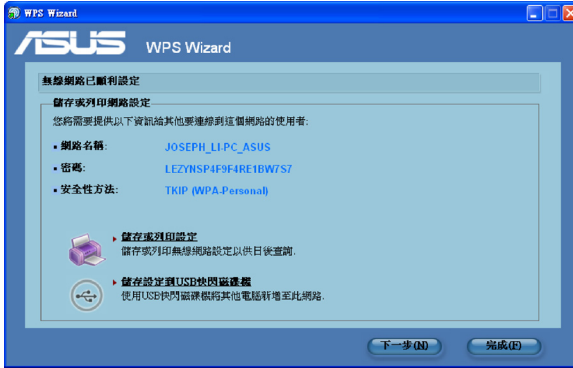 WPS Wizard
ASUS WPS Wizard
無線網路已順利設定
儲存或列印網路設定
您將需要提供以下資訊給其他要連線到這個網路的使用者:
• 網路名稱: JOSEPH_LI-PC_ASUS
• 密碼: LEZYNSP4F9F4RE1BW7S7
• 安全性方法: TKIP (WPA-Personal)
儲存或列印設定
儲存或列印無線網路設定以供日後查詢.
儲存設定到USB快閃磁碟機
使用USB快閃磁碟機將其他電腦新增至此網路.
下一步(N) 完成(F)